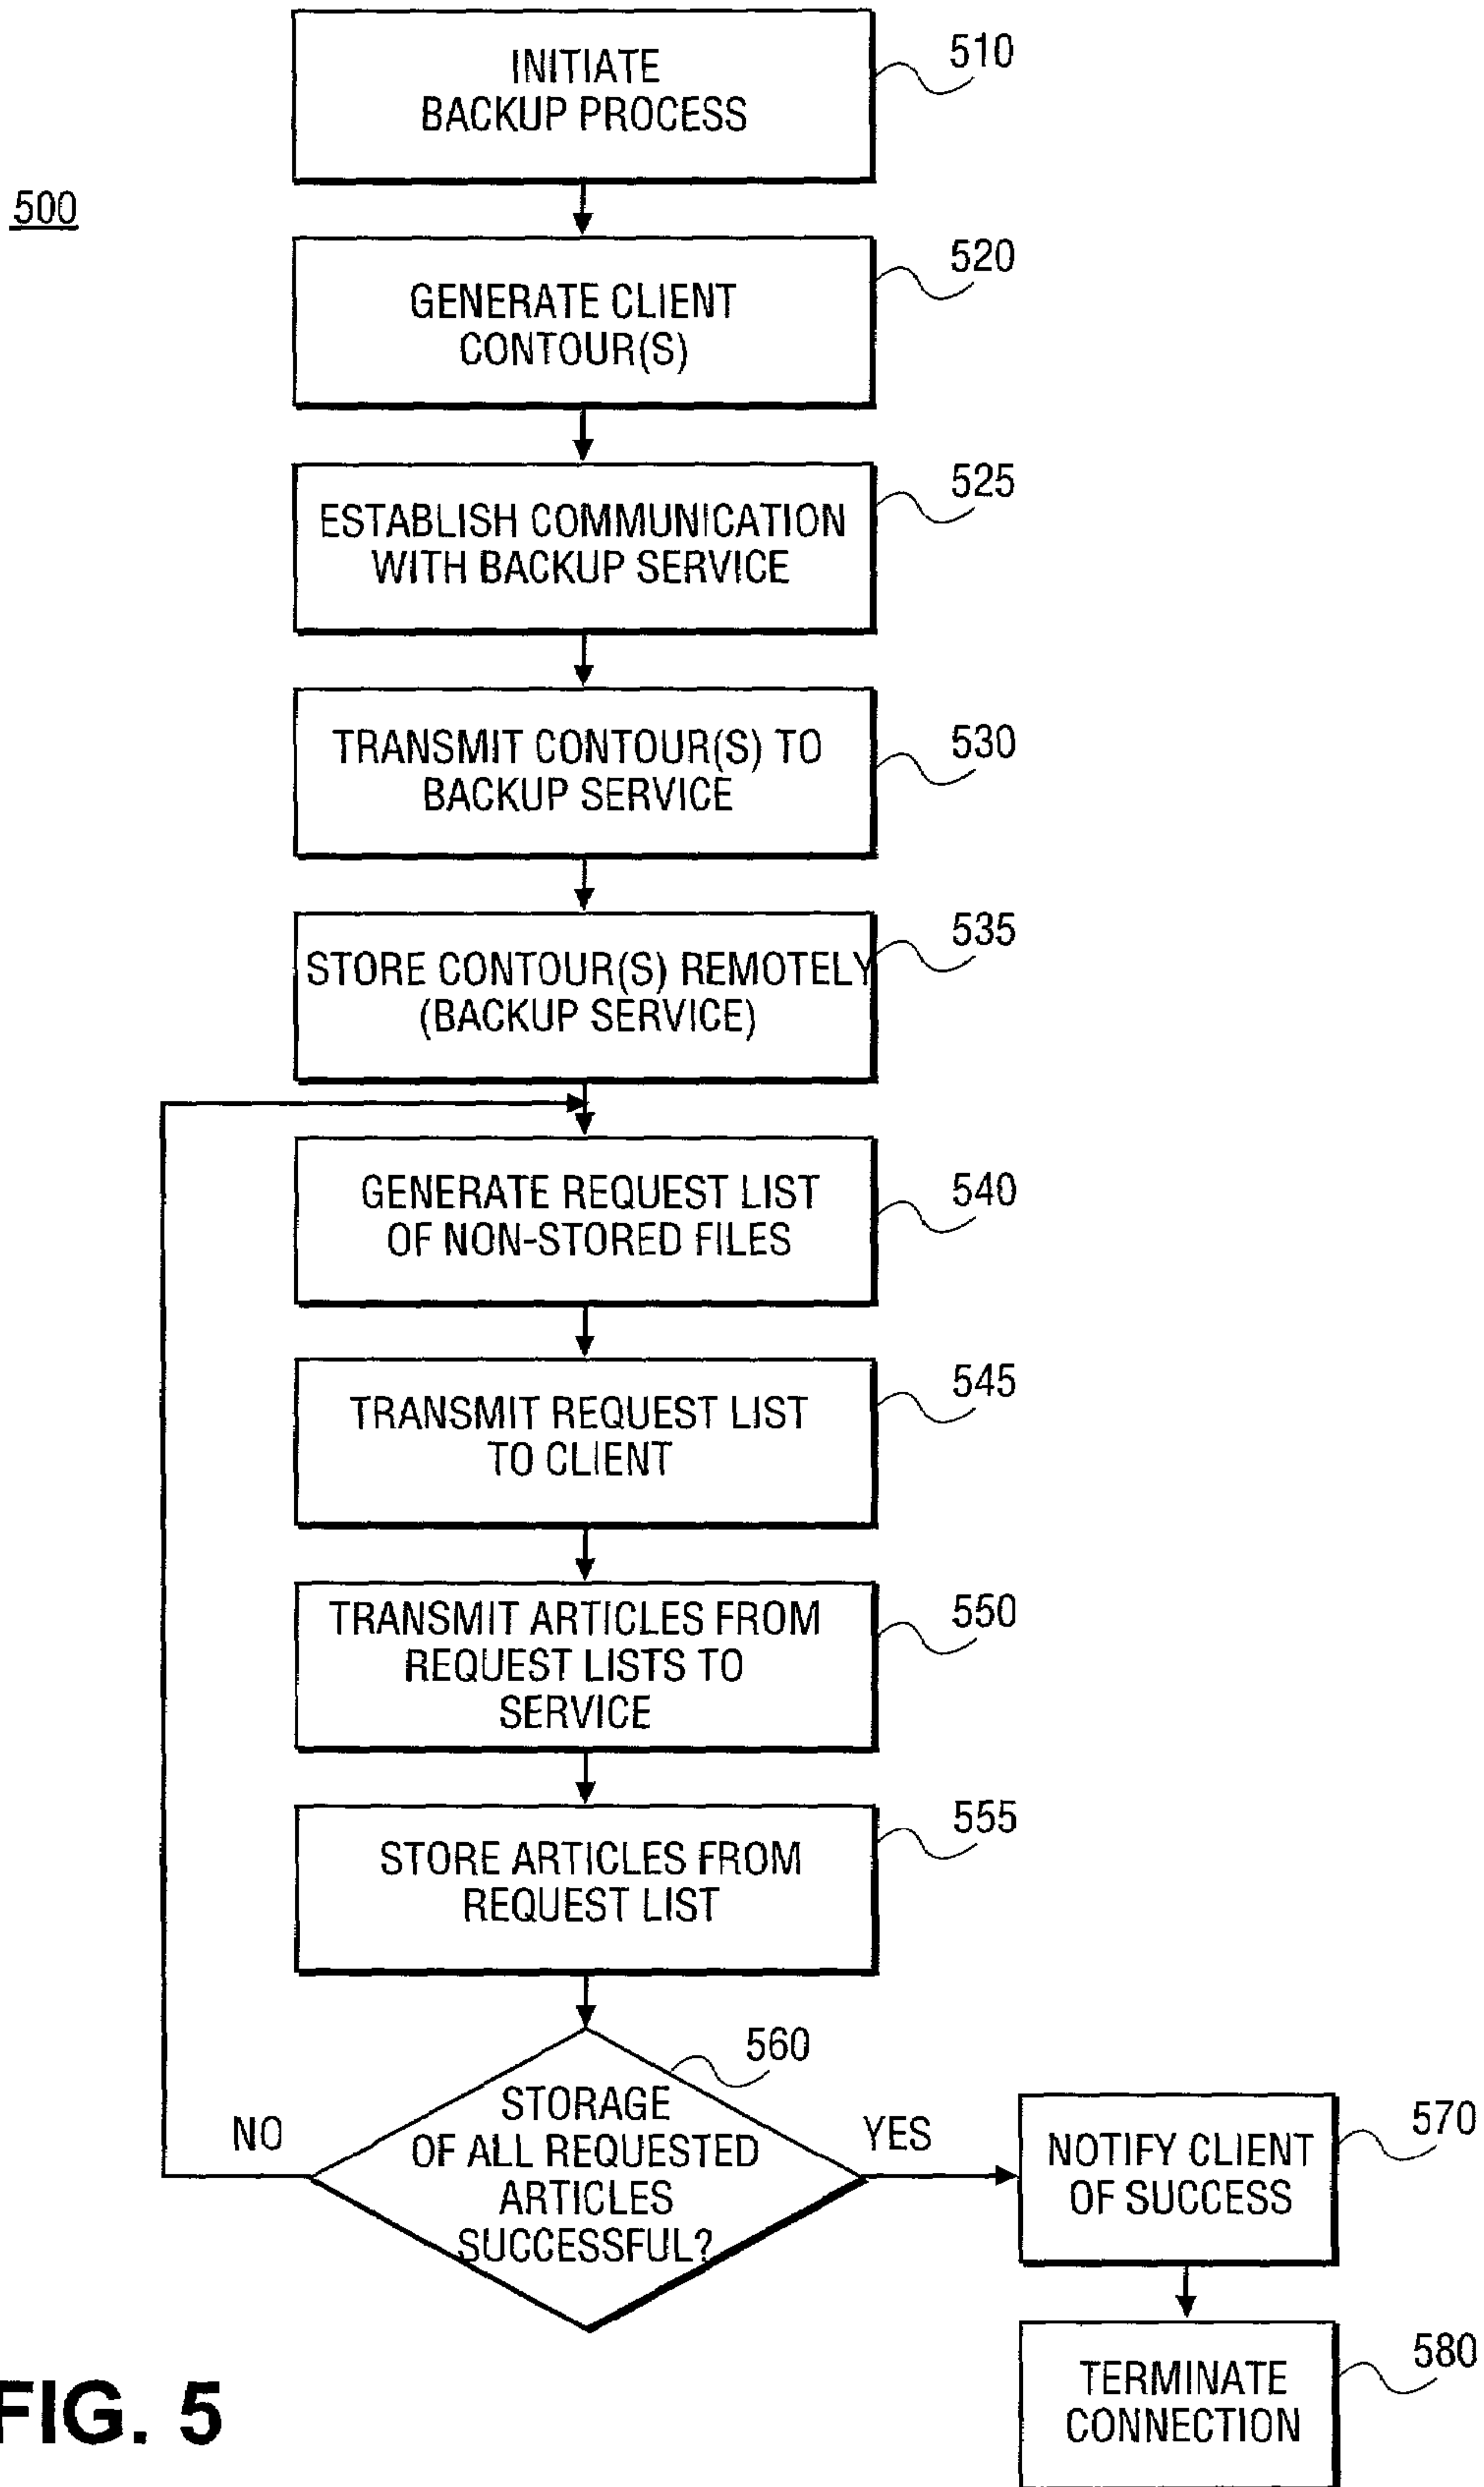 500
INITIATE
BACKUP PROCESS
510
GENERATE CLIENT
CONTOUR(S)
520
ESTABLISH COMMUNICATION
WITH BACKUP SERVICE
525
TRANSMIT CONTOUR(S) TO
BACKUP SERVICE
530
STORE CONTOUR(S) REMOTELY
(BACKUP SERVICE)
535
GENERATE REQUEST LIST
OF NON-STORED FILES
540
TRANSMIT REQUEST LIST
TO CLIENT
545
TRANSMIT ARTICLES FROM
REQUEST LISTS TO
SERVICE
550
STORE ARTICLES FROM
REQUEST LIST
555
STORAGE
OF ALL REQUESTED
ARTICLES
SUCCESSFUL?
560
NO
YES
NOTIFY CLIENT
OF SUCCESS
570
TERMINATE
CONNECTION
580
FIG. 5